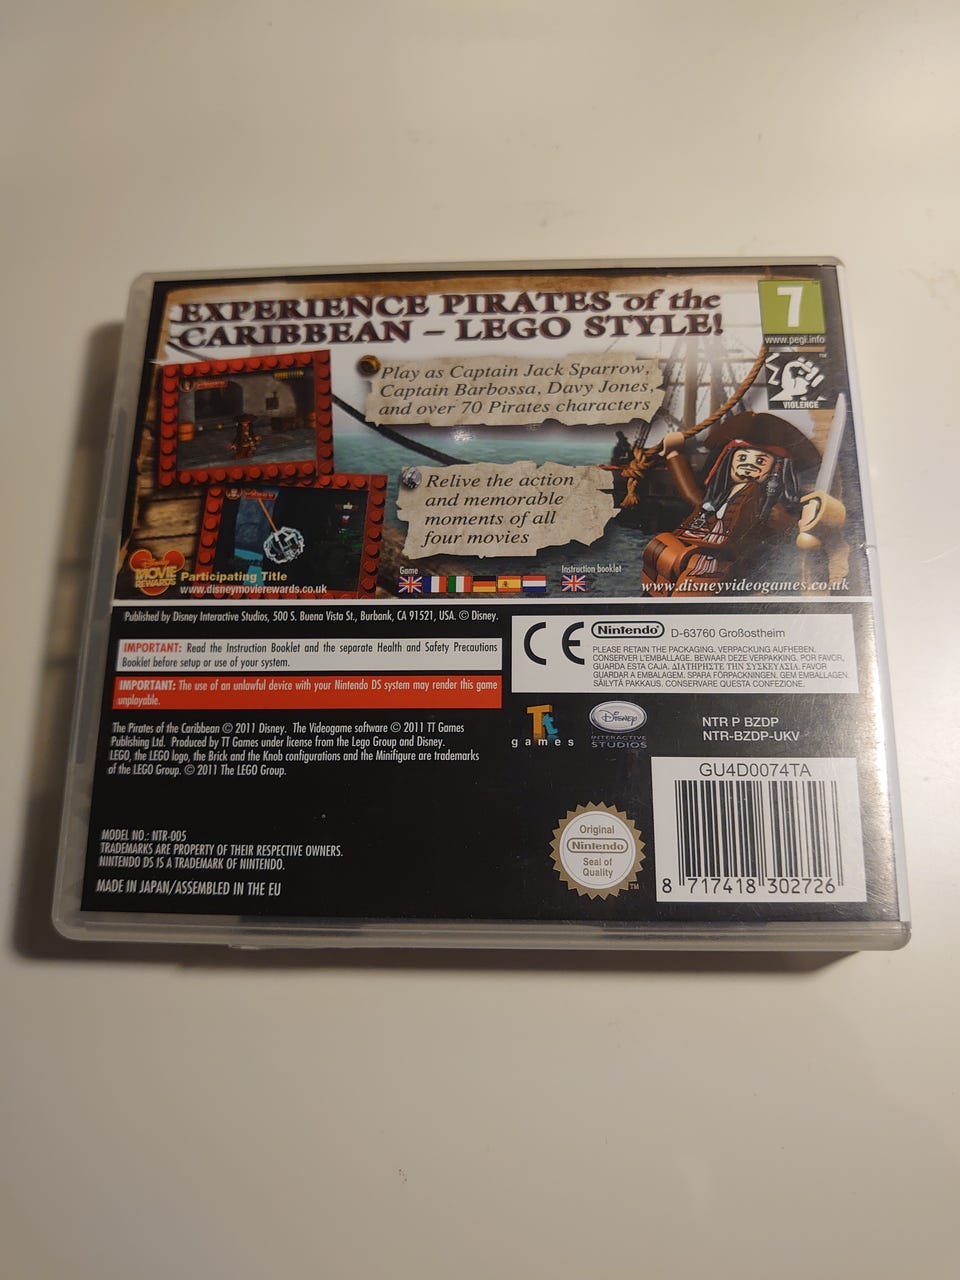 EXPERIENCE PIRATES of the
CARIBBEAN – LEGO STYLE!
7
www.pegi.info
VIOLENCE
Play as Captain Jack Sparrow,
Captain Barbossa, Davy Jones,
and over 70 Pirates characters
Relive the action
and memorable
moments of all
four movies
MOVIE
REWARDS
Participating Title
www.disneymovierewards.co.uk
Game
Instruction booklet
www.disneyvideogames.co.uk
Published by Disney Interactive Studios, 500 S. Buena Vista St., Burbank, CA 91521, USA. © Disney.
IMPORTANT: Read the Instruction Booklet and the separate Health and Safety Precautions
Booklet before setup or use of your system.
IMPORTANT: The use of an unlawful device with your Nintendo DS system may render this game
unplayable.
The Pirates of the Caribbean © 2011 Disney. The Videogame software © 2011 TT Games
Publishing Ltd. Produced by TT Games under license from the Lego Group and Disney.
LEGO, the LEGO logo, the Brick and the Knob configurations and the Minifigure are trademarks
of the LEGO Group. © 2011 The LEGO Group.
MODEL NO.: NTR-005
TRADEMARKS ARE PROPERTY OF THEIR RESPECTIVE OWNERS.
NINTENDO DS IS A TRADEMARK OF NINTENDO.
MADE IN JAPAN/ASSEMBLED IN THE EU
CE
Nintendo® D-63760 Großostheim
PLEASE RETAIN THE PACKAGING. VERPACKUNG AUFHEBEN.
CONSERVER L'EMBALLAGE. BEWAAR DEZE VERPAKKING. POR FAVOR,
GUARDA ESTA CAJA. ΔΙΑΤΗΡΗΣΤΕ ΤΗΝ ΣΥΣΚΕΥΑΣΙΑ. FAVOR
GUARDAR A EMBALAGEM. SPARA FÖRPACKNINGEN. GEM EMBALLAGEN.
SÄILYTÄ PAKKAUS. CONSERVARE QUESTA CONFEZIONE.
Tt
games
Disney
INTERACTIVE
STUDIOS
NTR P BZDP
NTR-BZDP-UKV
GU4D0074TA
8 717418 302726
Original
Nintendo
Seal of
Quality
TM